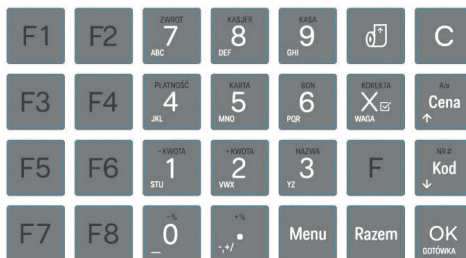 F1 F2 ZWROT 7 ABC KASJER 8 DEF KASA 9 GHI C
F3 F4 PŁATNOŚĆ 4 JKL KARTA 5 MNO BON 6 PQR KOREKTA X WAGA A/a Cena ↑
F5 F6 -KWOTA 1 STU +KWOTA 2 VWX NAZWA 3 YZ F NR # Kod ↓
F7 F8 -% 0 _ +% . -,+/ Menu Razem OK GOTÓWKA